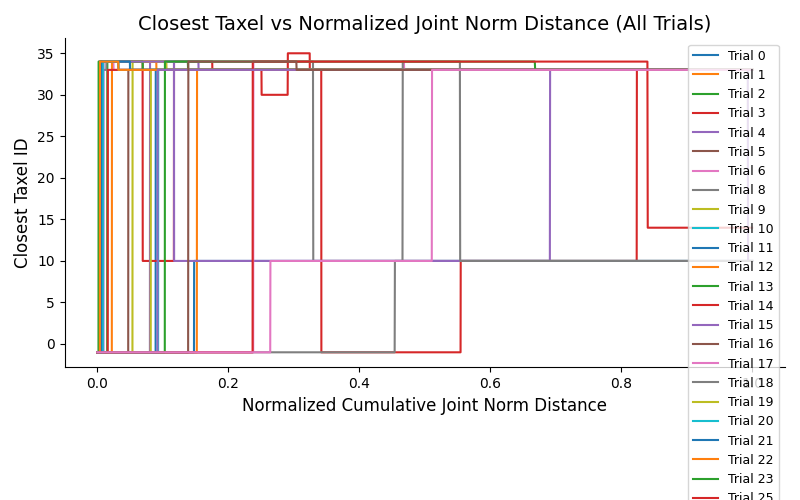 Closest Taxel vs Normalized Joint Norm Distance (All Trials)
Closest Taxel ID
35
30
25
20
15
10
5
0
0.0
0.2
0.4
0.6
0.8
Normalized Cumulative Joint Norm Distance
Trial 0
Trial 1
Trial 2
Trial 3
Trial 4
Trial 5
Trial 6
Trial 8
Trial 9
Trial 10
Trial 11
Trial 12
Trial 13
Trial 14
Trial 15
Trial 16
Trial 17
Trial 18
Trial 19
Trial 20
Trial 21
Trial 22
Trial 23
Trial 25